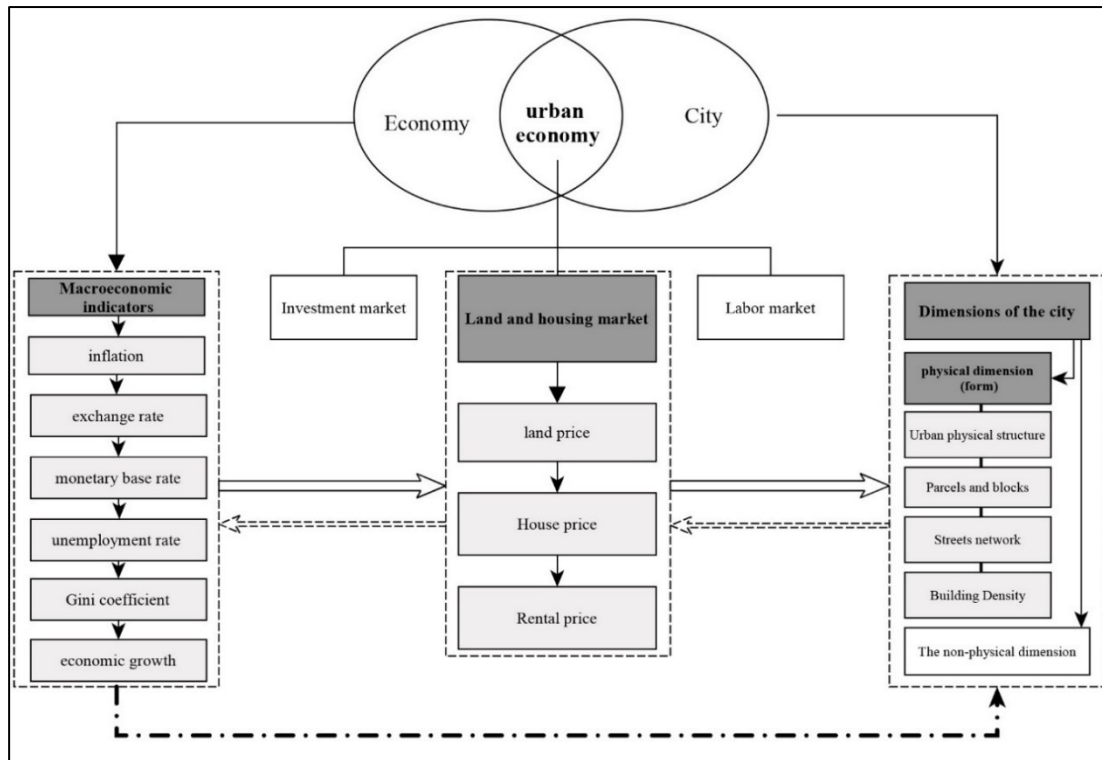 Economy
urban
economy
City
Macroeconomic
indicators
inflation
exchange rate
monetary base rate
unemployment rate
Gini coefficient
economic growth
Investment market
Land and housing market
land price
House price
Rental price
Labor market
Dimensions of the city
physical dimension
(form)
Urban physical structure
Parcels and blocks
Streets network
Building Density
The non-physical dimension